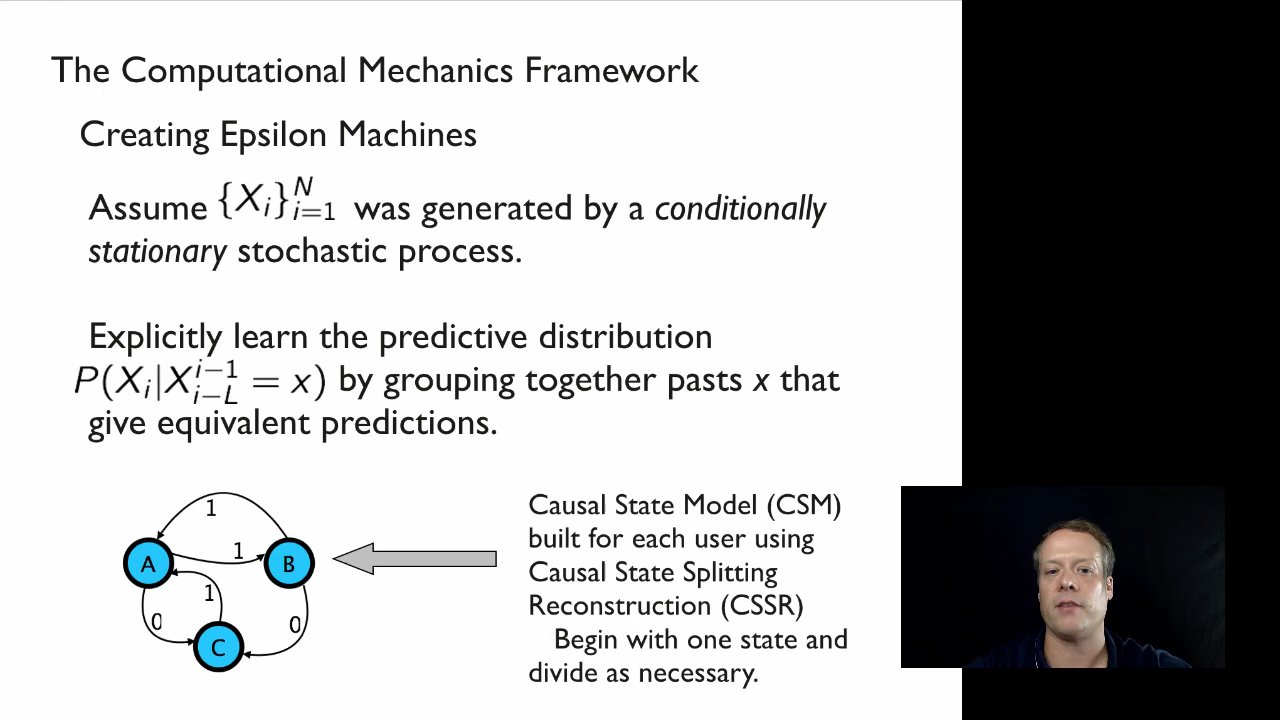 The Computational Mechanics Framework
Creating Epsilon Machines
Assume {X_i}_{i=1}^N was generated by a conditionally
stationary stochastic process.
Explicitly learn the predictive distribution
P(X_i|X_{i-L}^{i-1} = x) by grouping together pasts x that
give equivalent predictions.
Causal State Model (CSM)
built for each user using
Causal State Splitting
Reconstruction (CSSR)
Begin with one state and
divide as necessary.
1
1
A
B
1
0
0
C